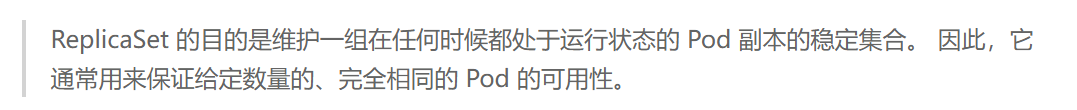 ReplicaSet 的目的是维护一组在任何时候都处于运行状态的 Pod 副本的稳定集合。 因此，它
通常用来保证给定数量的、完全相同的 Pod 的可用性。